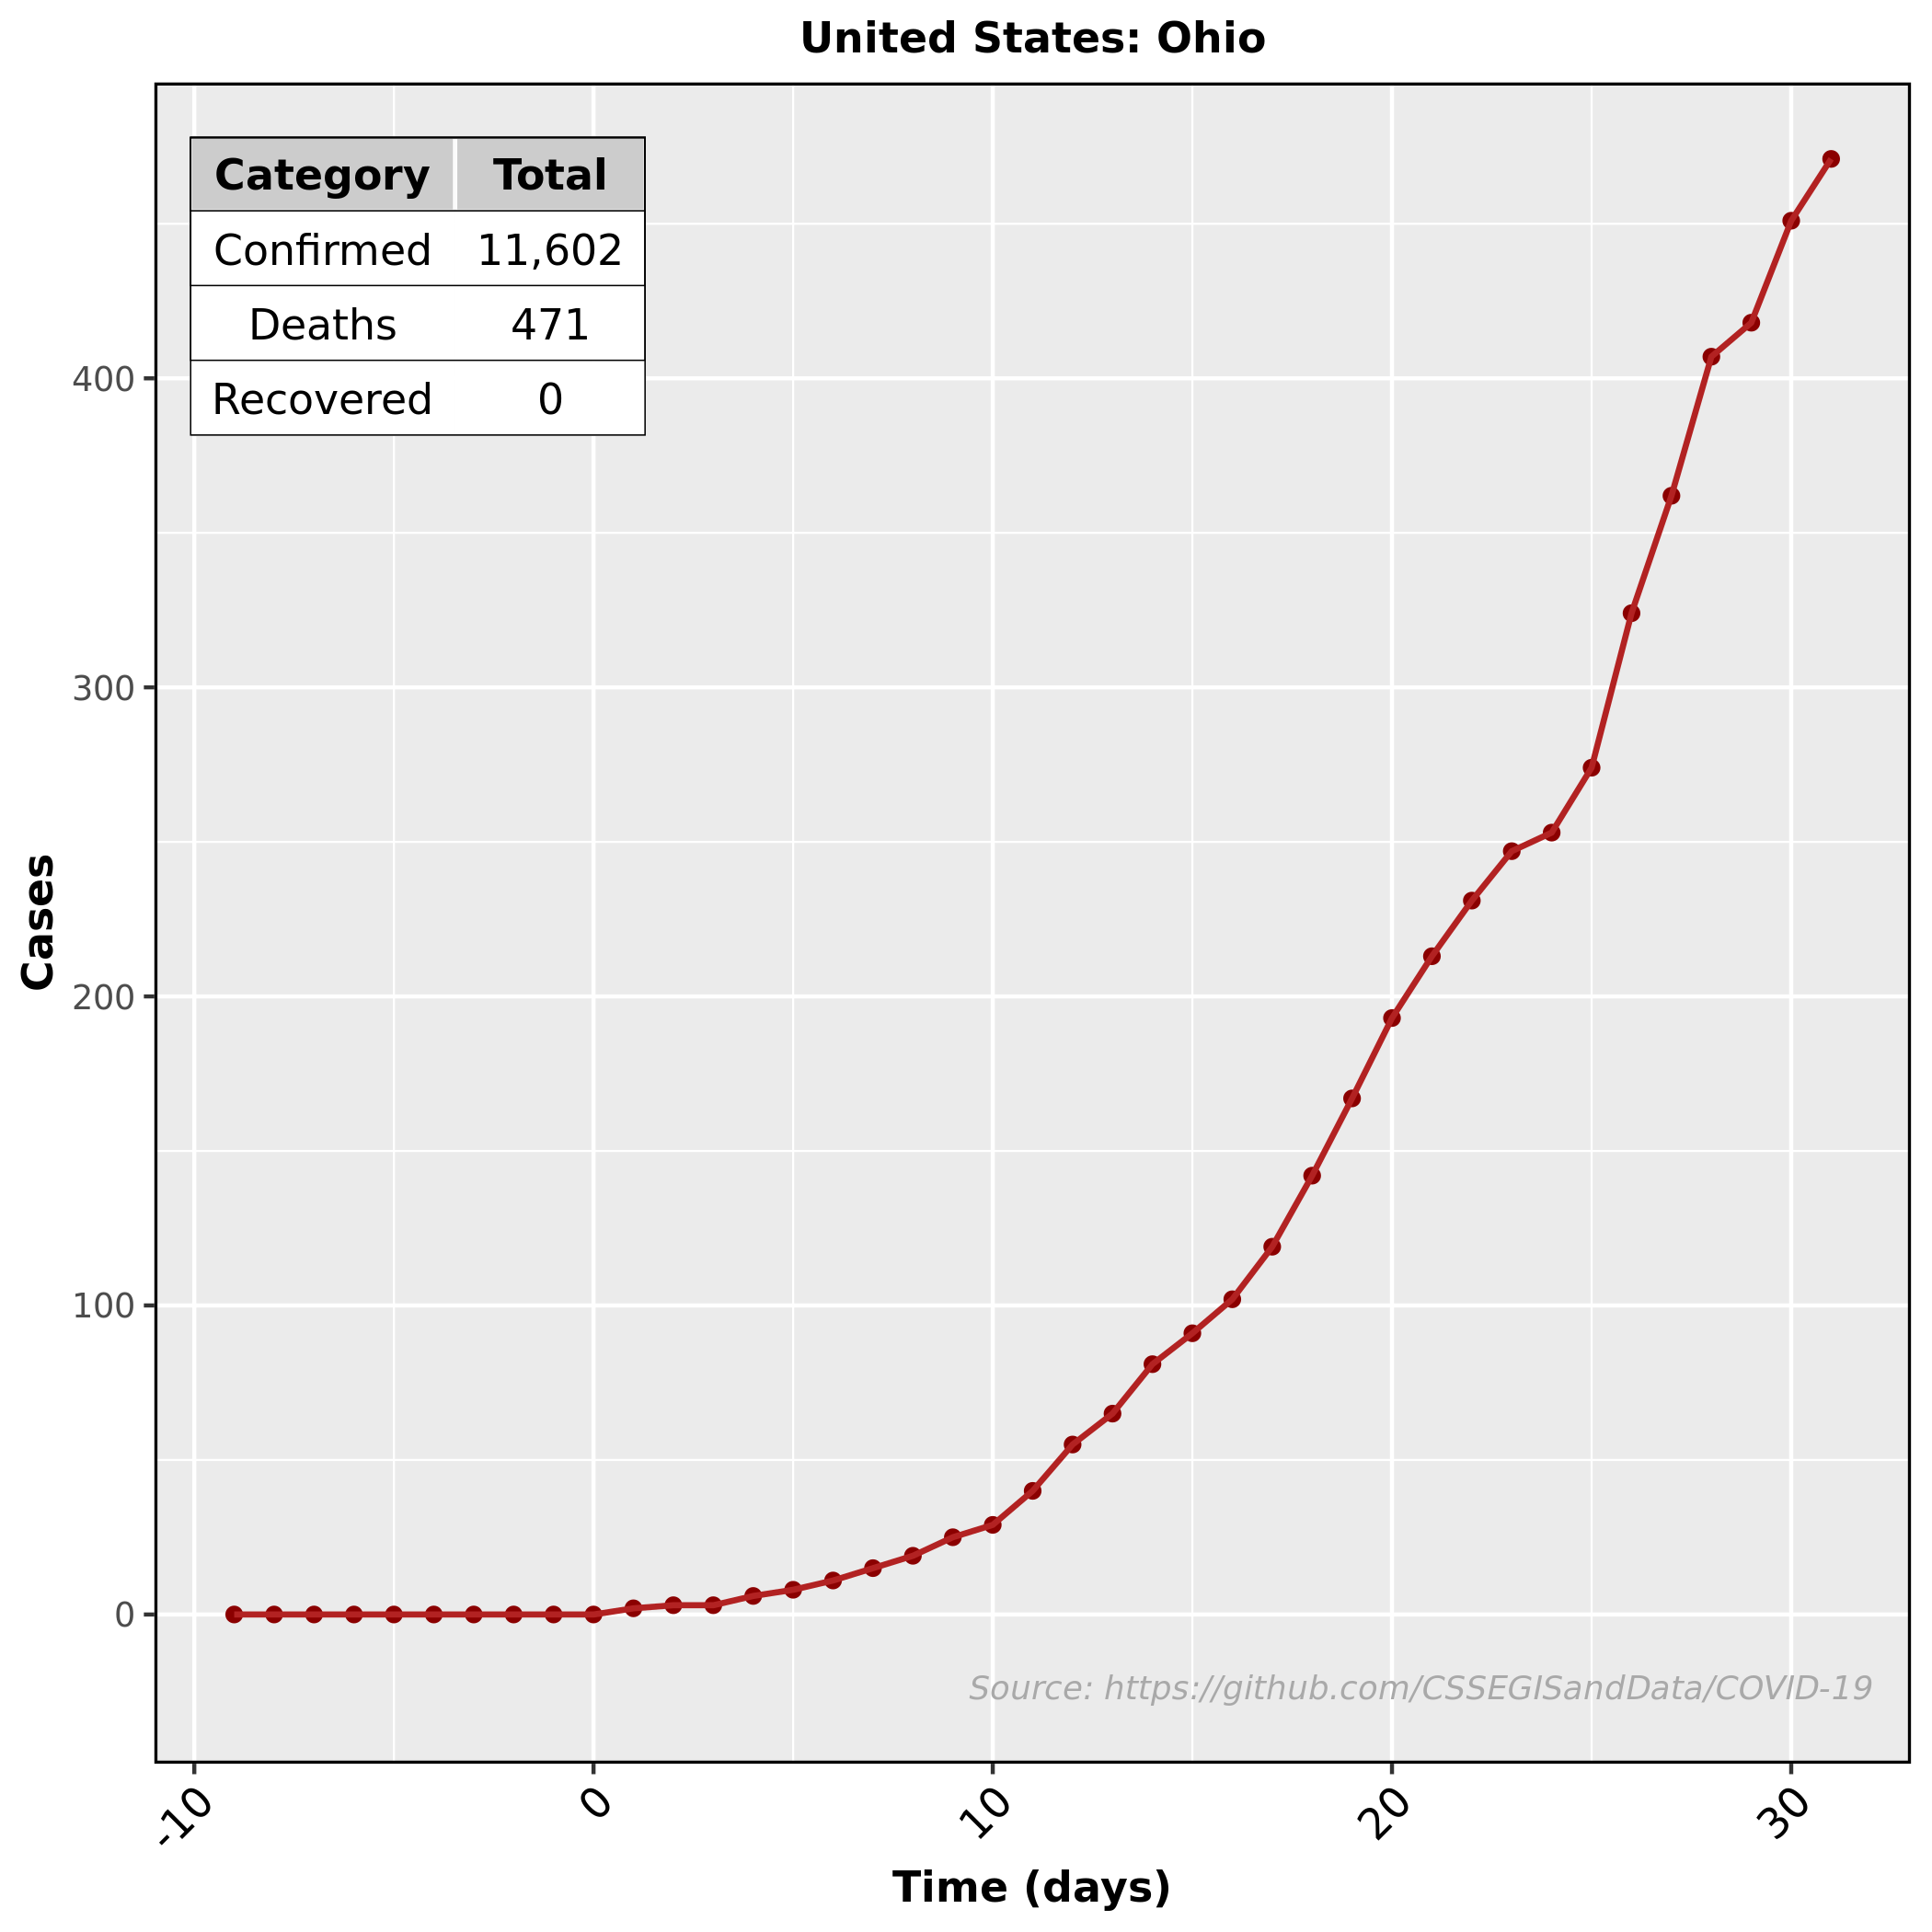 United States: Ohio
Category Total
Confirmed 11,602
Deaths 471
Recovered 0
400
300
200
100
0
Cases
Source: https://github.com/CSSEGISandData/COVID-19
-10 0 10 20 30
Time (days)